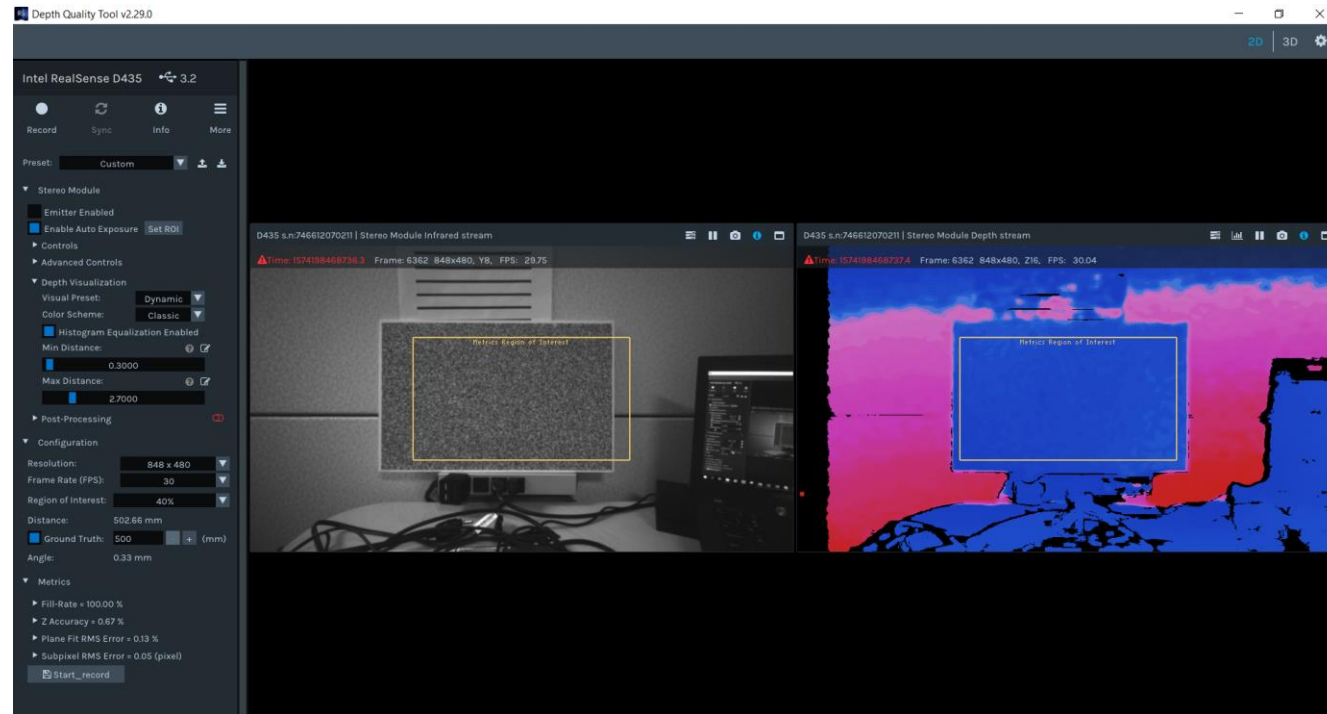 Depth Quality Tool v2.29.0
2D 3D
Intel RealSense D435 3.2
Record Sync Info More
Preset: Custom
Stereo Module
Emitter Enabled
Enable Auto Exposure Set ROI
Controls
Advanced Controls
Depth Visualization
Visual Preset: Dynamic
Color Scheme: Classic
Histogram Equalization Enabled
Min Distance:
0.3000
Max Distance:
2.7000
Post-Processing
Configuration
Resolution: 848 x 480
Frame Rate (FPS): 30
Region of Interest: 40%
Distance: 502.66 mm
Ground Truth: 500 - + (mm)
Angle: 0.33 mm
Metrics
Fill-Rate = 100.00 %
Z Accuracy = 0.67 %
Plane Fit RMS Error = 0.13 %
Subpixel RMS Error = 0.05 (pixel)
Start_record
D435 s.n:746612070211 | Stereo Module Infrared stream
Time: 1574198468736.3 Frame: 6362 848x480, Y8, FPS: 29.75
Metrics Region of Interest
D435 s.n:746612070211 | Stereo Module Depth stream
Time: 1574198468737.4 Frame: 6362 848x480, Z16, FPS: 30.04
Metrics Region of Interest